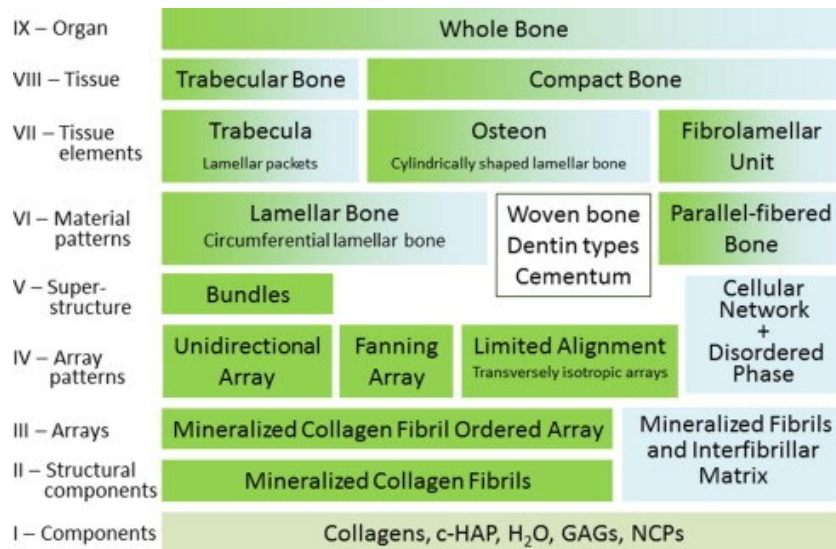 IX – Organ
Whole Bone
VIII – Tissue
Trabecular Bone
Compact Bone
VII – Tissue
elements
Trabecula
Lamellar packets
Osteon
Cylindrically shaped lamellar bone
Fibrolamellar
Unit
VI – Material
patterns
Lamellar Bone
Circumferential lamellar bone
Woven bone
Dentin types
Cementum
Parallel-fibered
Bone
V – Super-
structure
Bundles
Cellular
Network
+
Disordered
Phase
IV – Array
patterns
Unidirectional
Array
Fanning
Array
Limited Alignment
Transversely isotropic arrays
III – Arrays
Mineralized Collagen Fibril Ordered Array
Mineralized Fibrils
and Interfibrillar
Matrix
II – Structural
components
Mineralized Collagen Fibrils
I – Components
Collagens, c-HAP, H₂O, GAGs, NCPs